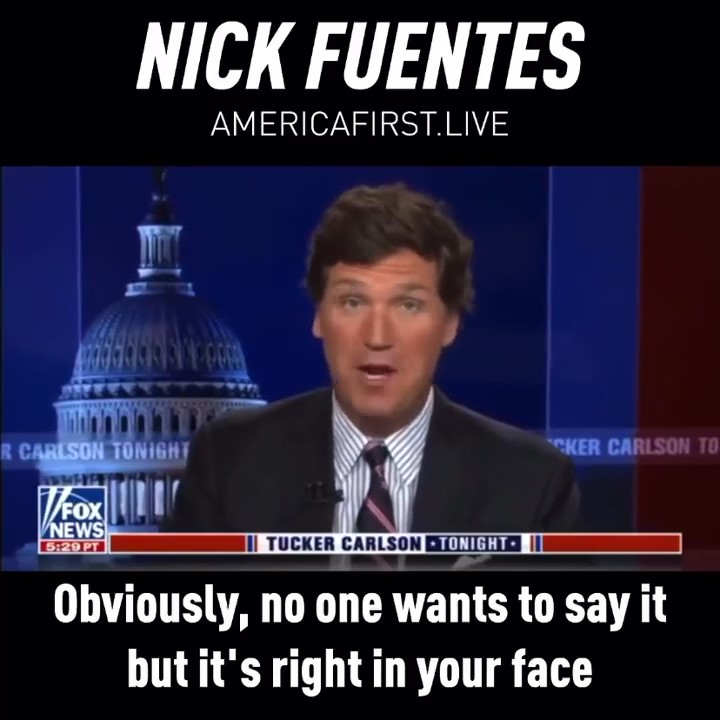 NICK FUENTES
AMERICAFIRST.LIVE
R CARLSON TONIGHT
CKER CARLSON TO
FOX
NEWS
5:29 PT
TUCKER CARLSON •TONIGHT•
Obviously, no one wants to say it
but it's right in your face